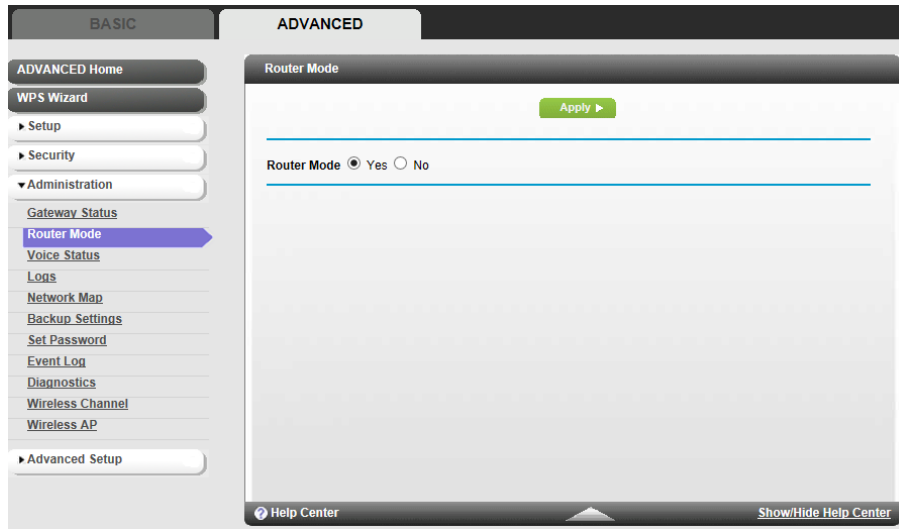 BASIC
ADVANCED
ADVANCED Home
WPS Wizard
Setup
Security
Administration
Gateway Status
Router Mode
Voice Status
Logs
Network Map
Backup Settings
Set Password
Event Log
Diagnostics
Wireless Channel
Wireless AP
Advanced Setup
Router Mode
Apply
Router Mode Yes No
Help Center
Show/Hide Help Center